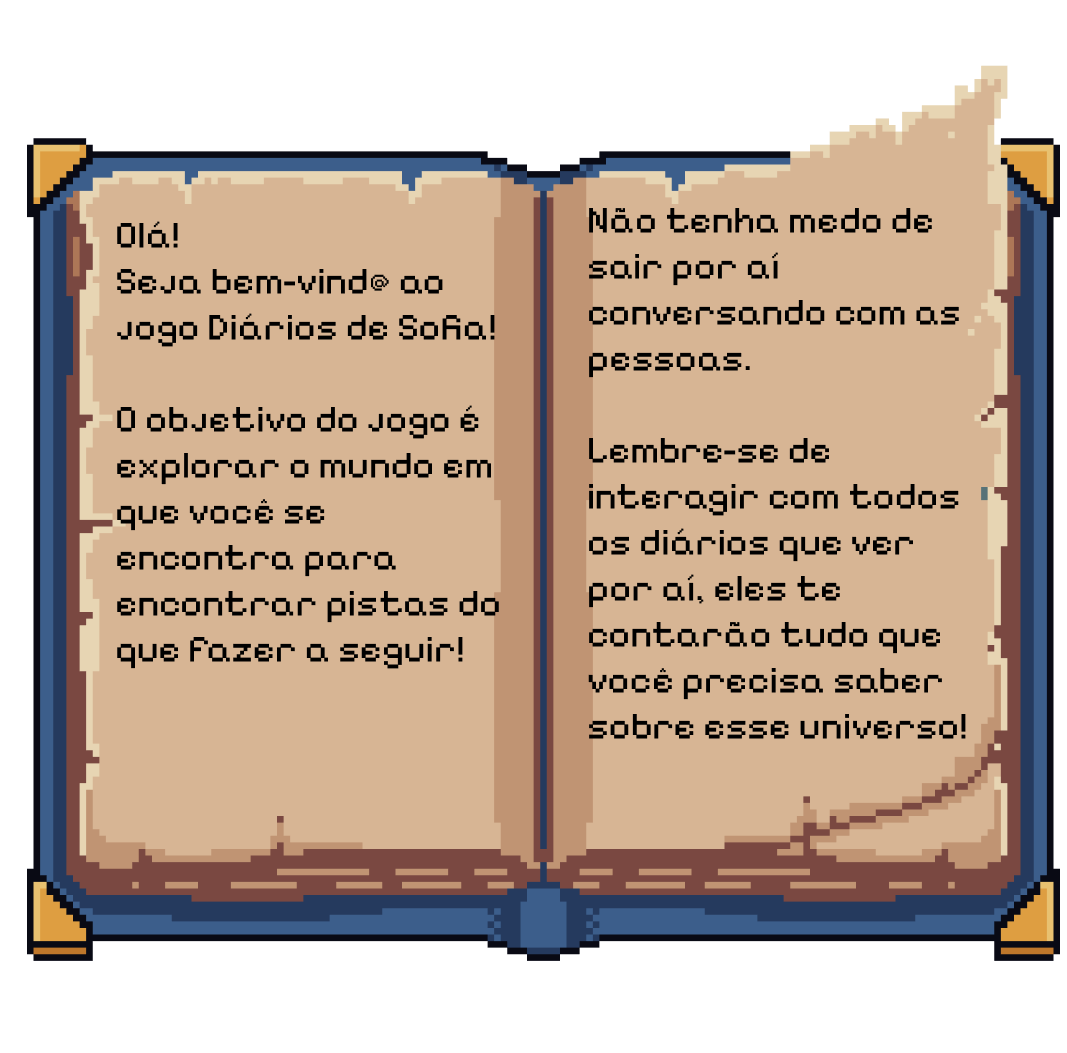 Olá!
Seja bem-vind@ ao
jogo Diários de Sofia!
O objetivo do jogo é
explorar o mundo em
que você se
encontra para
encontrar pistas do
que fazer a seguir!
Não tenha medo de
sair por aí
conversando com as
pessoas.
Lembre-se de
interagir com todos
os diários que ver
por aí, eles te
contarão tudo que
você precisa saber
sobre esse universo!